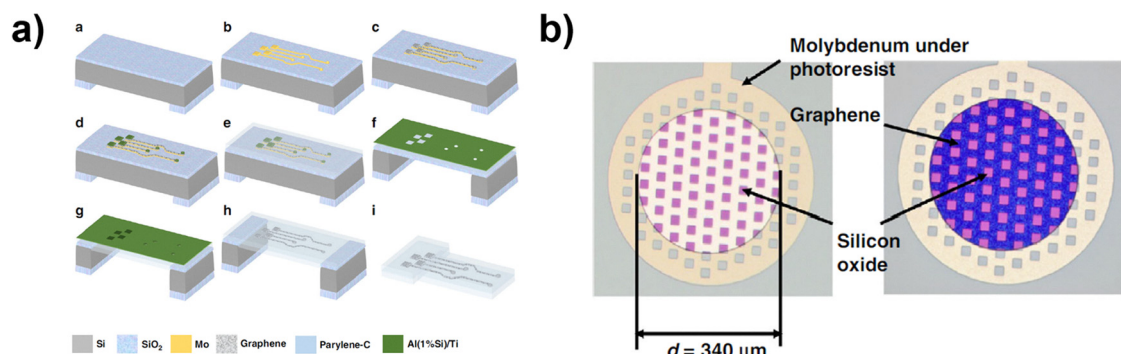 a)
a
b
c
d
e
f
g
h
i
Si
SiO₂
Mo
Graphene
Parylene-C
Al(1%Si)/Ti
b)
Molybdenum under
photoresist
Graphene
Silicon
oxide
d = 340 μm